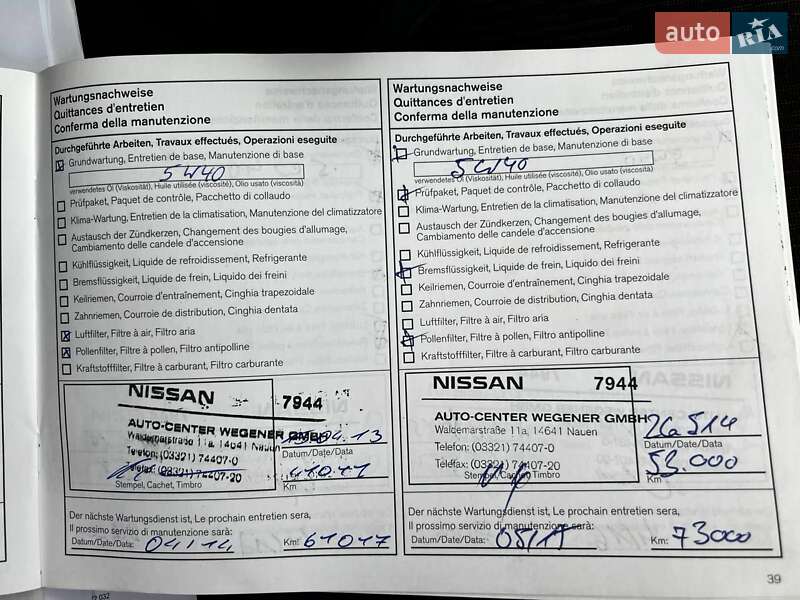 auto RIA
39
Wartungsnachweise
Quittances d'entretien
Conferma della manutenzione
Durchgeführte Arbeiten, Travaux effectués, Operazioni eseguite
Grundwartung, Entretien de base, Manutenzione di base
5W40
verwendetes Öl (Viskosität), Huile utilisée (viscosité), Olio usato (viscosità)
Prüfpaket, Paquet de contrôle, Pacchetto di collaudo
Klima-Wartung, Entretien de la climatisation, Manutenzione del climatizzatore
Austausch der Zündkerzen, Changement des bougies d'allumage,
Cambiamento delle candele d'accensione
Kühlflüssigkeit, Liquide de refroidissement, Refrigerante
Bremsflüssigkeit, Liquide de frein, Liquido dei freini
Keilriemen, Courroie d'entraînement, Cinghia trapezoidale
Zahnriemen, Courroie de distribution, Cinghia dentata
Luftfilter, Filtre à air, Filtro aria
Pollenfilter, Filtre à pollen, Filtro antipolline
Kraftstofffilter, Filtre à carburant, Filtro carburante
NISSAN 7944
AUTO-CENTER WEGENER GMBH
Waldemarstraße 11a, 14641 Nauen
04.13
Telefon: (03321) 74407-0
Datum/Date/Data
Telefax: (03321) 74407-20
41017
Stempel, Cachet, Timbro
Km
Der nächste Wartungsdienst ist, Le prochain entretien sera,
Il prossimo servizio di manutenzione sarà:
Datum/Date/Data: 04/14 Km: 61017
Wartungsnachweise
Quittances d'entretien
Conferma della manutenzione
Durchgeführte Arbeiten, Travaux effectués, Operazioni eseguite
Grundwartung, Entretien de base, Manutenzione di base
5W40
verwendetes Öl (Viskosität), Huile utilisée (viscosité), Olio usato (viscosità)
Prüfpaket, Paquet de contrôle, Pacchetto di collaudo
Klima-Wartung, Entretien de la climatisation, Manutenzione del climatizzatore
Austausch der Zündkerzen, Changement des bougies d'allumage,
Cambiamento delle candele d'accensione
Kühlflüssigkeit, Liquide de refroidissement, Refrigerante
Bremsflüssigkeit, Liquide de frein, Liquido dei freini
Keilriemen, Courroie d'entraînement, Cinghia trapezoidale
Zahnriemen, Courroie de distribution, Cinghia dentata
Luftfilter, Filtre à air, Filtro aria
Pollenfilter, Filtre à pollen, Filtro antipolline
Kraftstofffilter, Filtre à carburant, Filtro carburante
NISSAN 7944
AUTO-CENTER WEGENER GMBH
Waldemarstraße 11a, 14641 Nauen
26.514
Telefon: (03321) 74407-0
Datum/Date/Data
Telefax: (03321) 74407-20
53.000
Stempel, Cachet, Timbro
Km
Der nächste Wartungsdienst ist, Le prochain entretien sera,
Il prossimo servizio di manutenzione sarà:
Datum/Date/Data: 05/17 Km: 73000
39